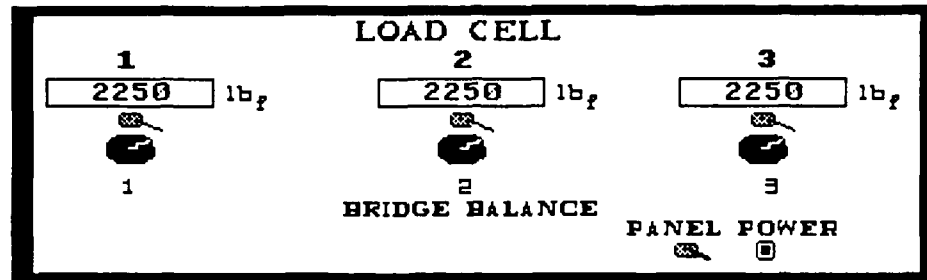 LOAD CELL
1 2 3
2250 lbf 2250 lbf 2250 lbf
1 2 3
BRIDGE BALANCE
PANEL POWER